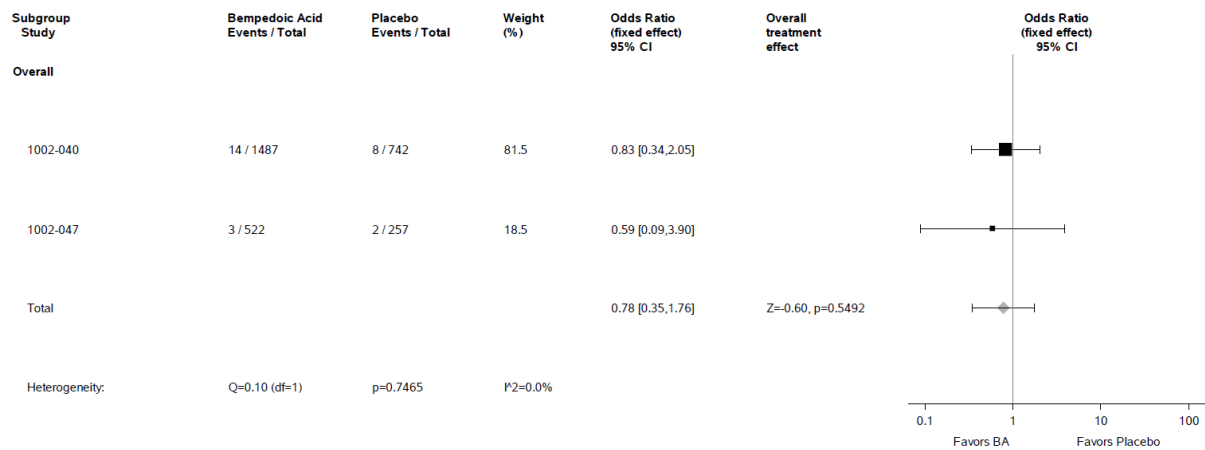 Subgroup Bempedoic Acid Placebo Weight Odds Ratio Overall Odds Ratio
Study Events / Total Events / Total (%) (fixed effect) treatment (fixed effect)
95% CI effect 95% CI
Overall
1002-040 14 / 1487 8 / 742 81.5 0.83 [0.34,2.05]
1002-047 3 / 522 2 / 257 18.5 0.59 [0.09,3.90]
Total 0.78 [0.35,1.76] Z=-0.60, p=0.5492
Heterogeneity: Q=0.10 (df=1) p=0.7465 I^2=0.0%
0.1 1 10 100
Favors BA Favors Placebo